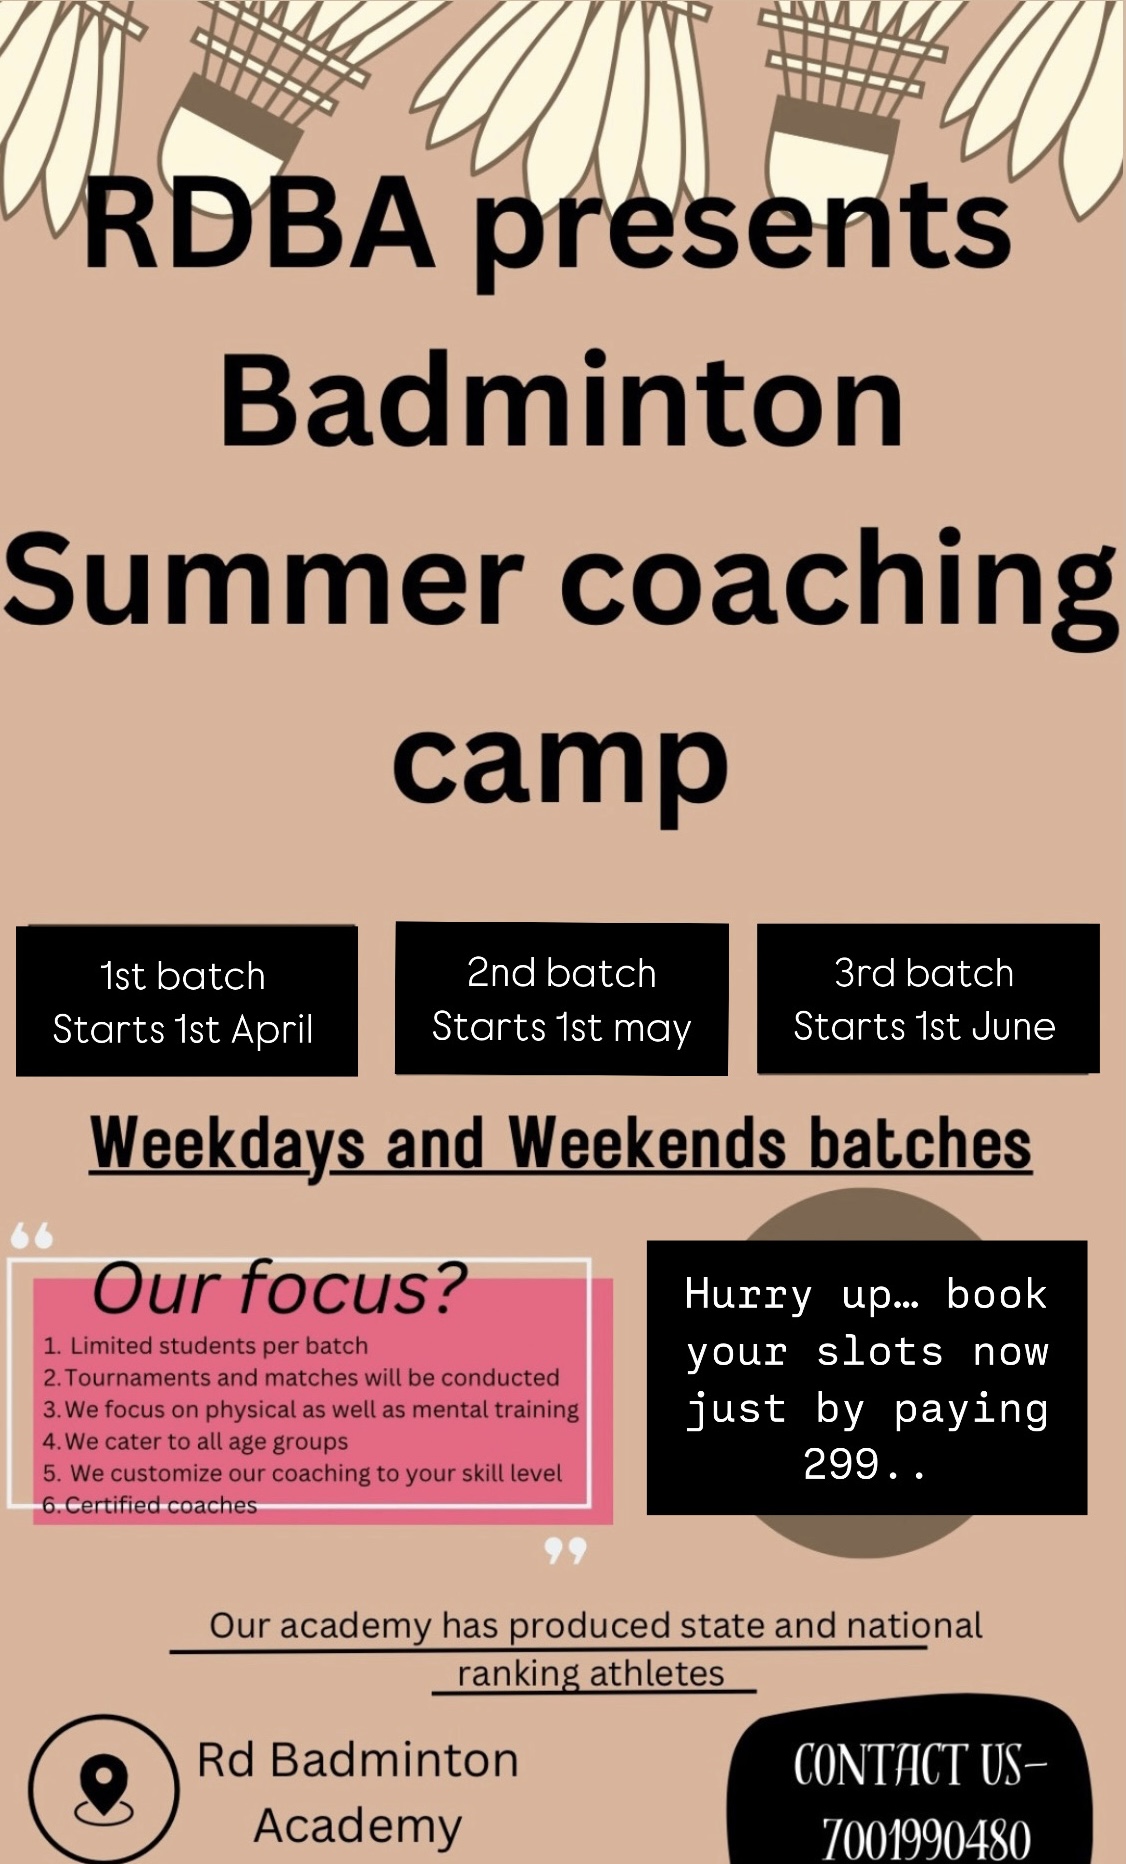 RDBA presents
Badminton
Summer coaching
camp
1st batch
Starts 1st April
2nd batch
Starts 1st may
3rd batch
Starts 1st June
Weekdays and Weekends batches
“
Our focus?
1. Limited students per batch
2. Tournaments and matches will be conducted
3. We focus on physical as well as mental training
4. We cater to all age groups
5. We customize our coaching to your skill level
6. Certified coaches
”
Hurry up… book
your slots now
just by paying
299..
Our academy has produced state and national
ranking athletes
Rd Badminton
Academy
CONTACT US-
7001990480